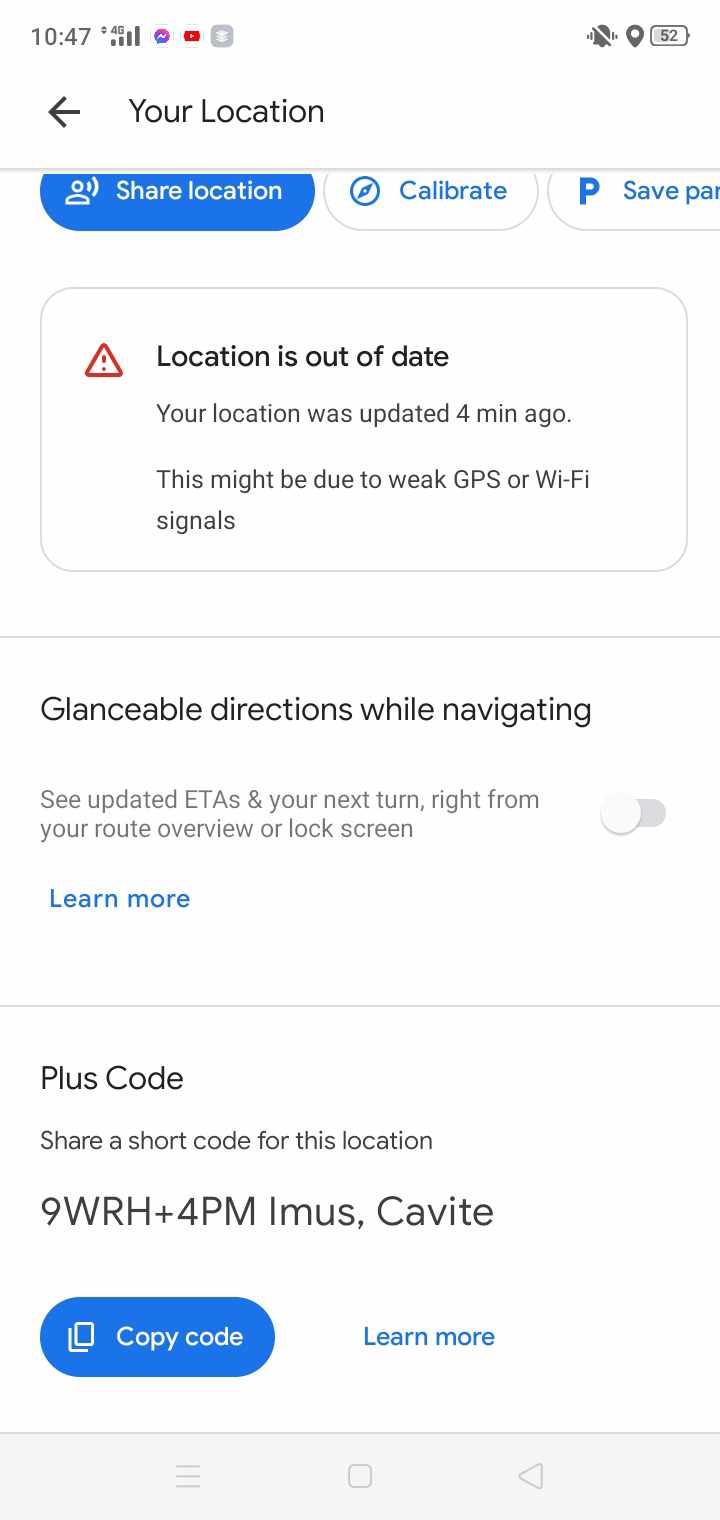 10:47 4G 52
Your Location
Share location Calibrate P Save par
Location is out of date
Your location was updated 4 min ago.
This might be due to weak GPS or Wi-Fi
signals
Glanceable directions while navigating
See updated ETAs & your next turn, right from
your route overview or lock screen
Learn more
Plus Code
Share a short code for this location
9WRH+4PM Imus, Cavite
Copy code Learn more